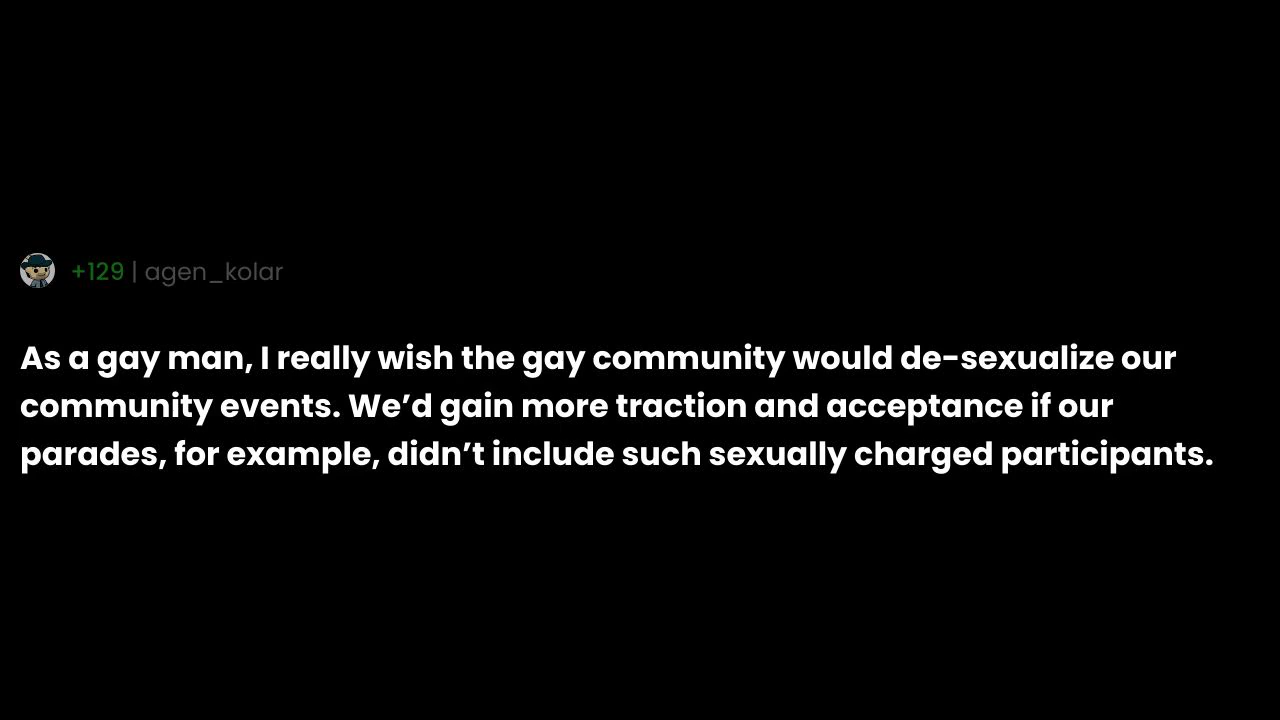 +129 | agen_kolar
As a gay man, I really wish the gay community would de-sexualize our
community events. We’d gain more traction and acceptance if our
parades, for example, didn’t include such sexually charged participants.